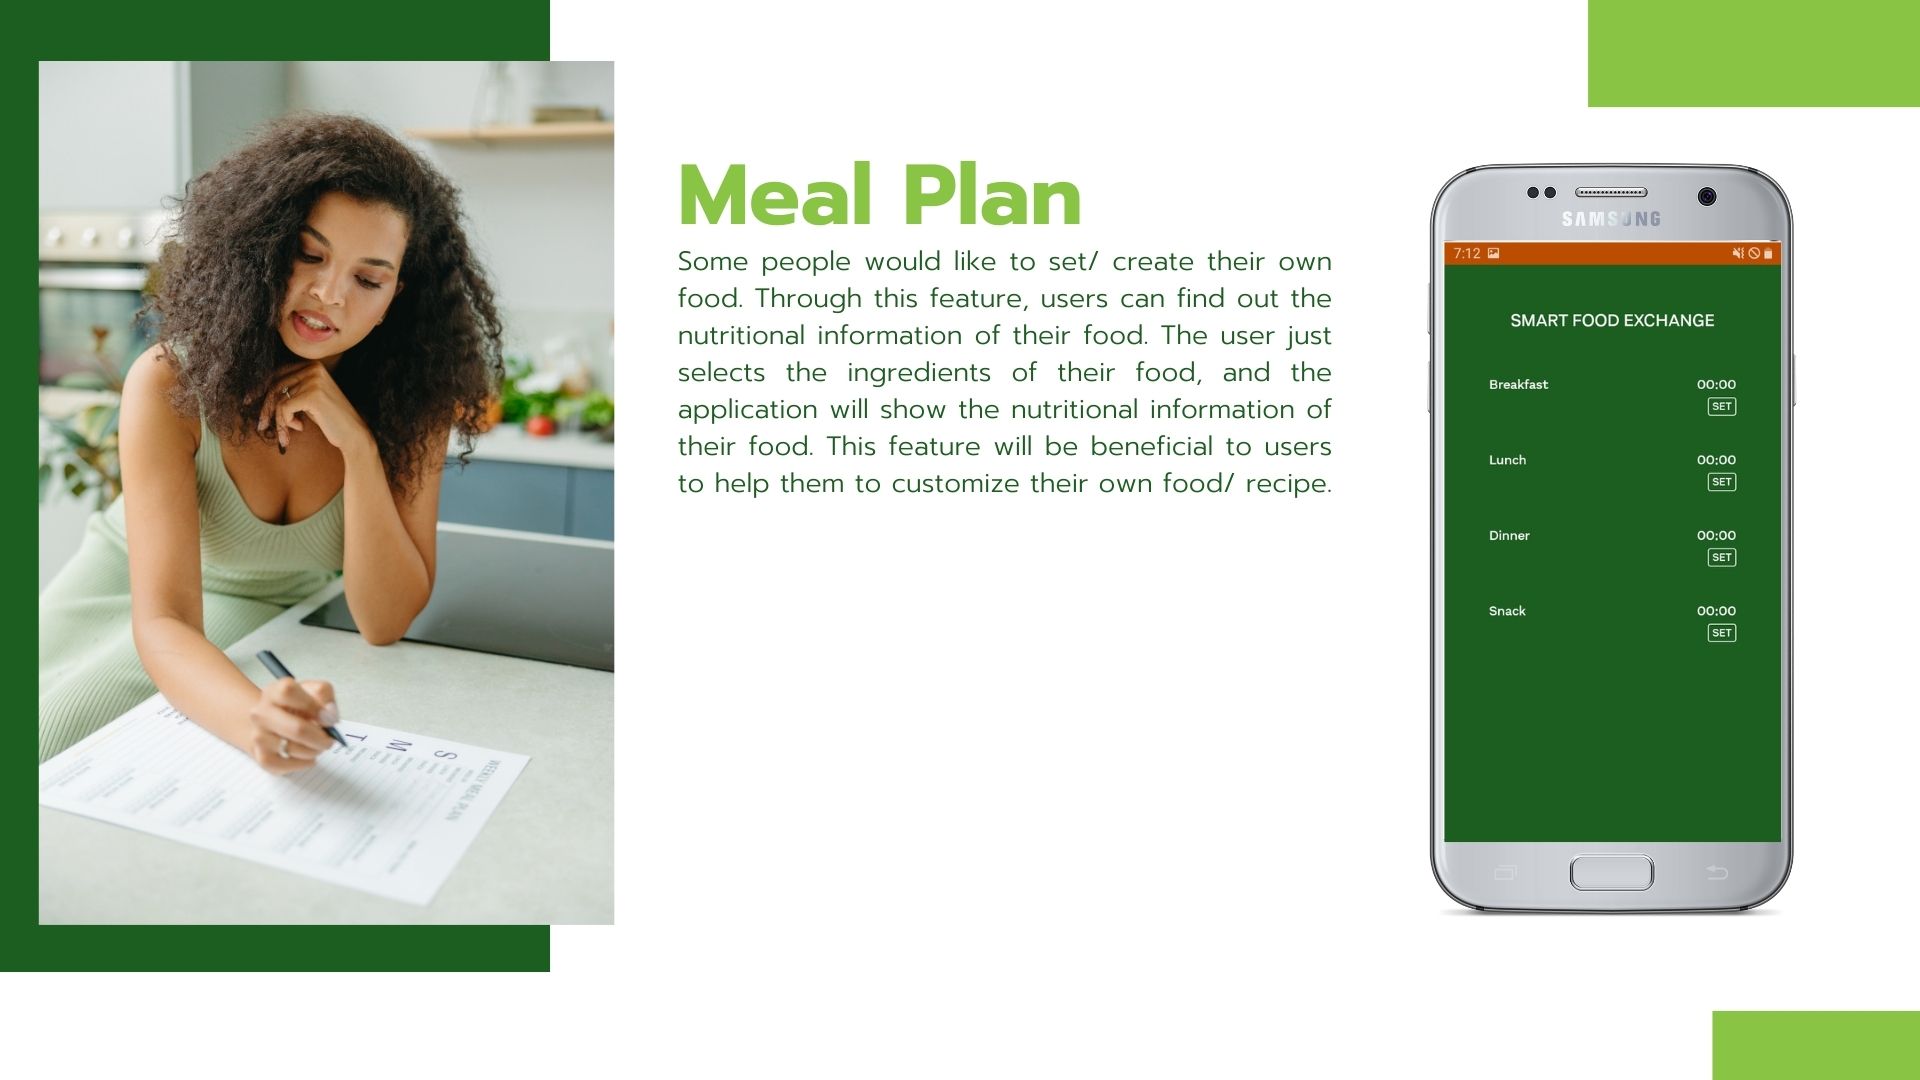 Meal Plan
Some people would like to set/ create their own
food. Through this feature, users can find out the
nutritional information of their food. The user just
selects the ingredients of their food, and the
application will show the nutritional information of
their food. This feature will be beneficial to users
to help them to customize their own food/ recipe.
SAMSUNG
7:12
SMART FOOD EXCHANGE
Breakfast 00:00
SET
Lunch 00:00
SET
Dinner 00:00
SET
Snack 00:00
SET
WEEKLY MEAL PLAN
S
M
T